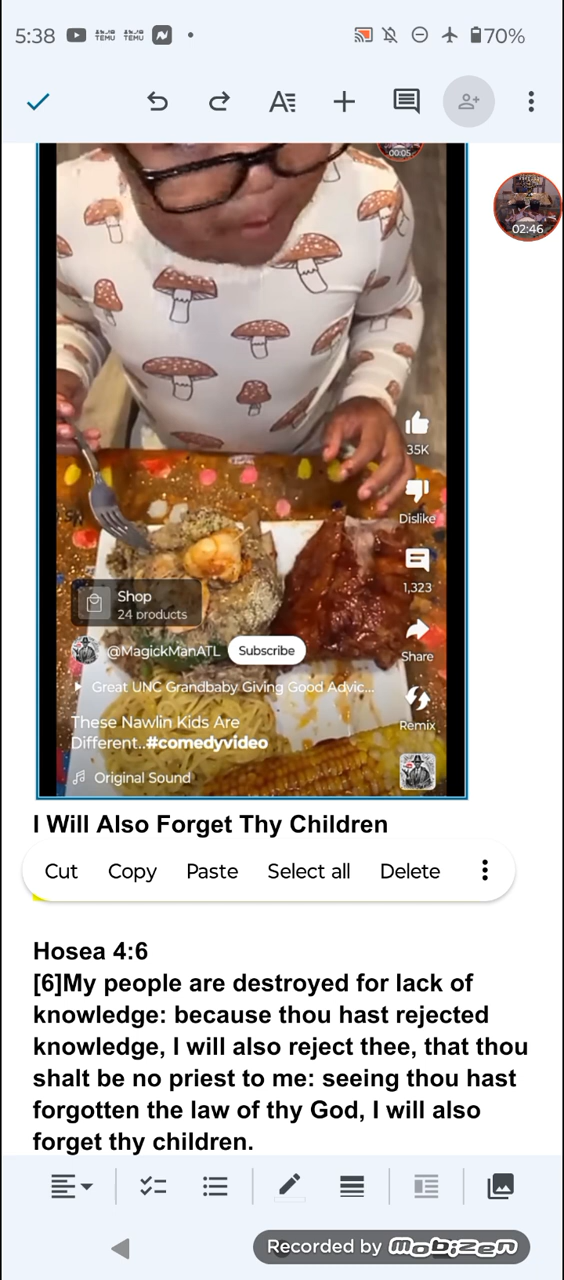 5:38
TEMU
TEMU
70%
00:05
02:46
35K
Dislike
1,323
Share
Remix
Shop
24 products
@MagickManATL
Subscribe
Great UNC Grandbaby Giving Good Advic...
These Nawlin Kids Are
Different..#comedyvideo
Original Sound
I Will Also Forget Thy Children
Cut Copy Paste Select all Delete
Hosea 4:6
[6]My people are destroyed for lack of
knowledge: because thou hast rejected
knowledge, I will also reject thee, that thou
shalt be no priest to me: seeing thou hast
forgotten the law of thy God, I will also
forget thy children.
Recorded by Mobizen